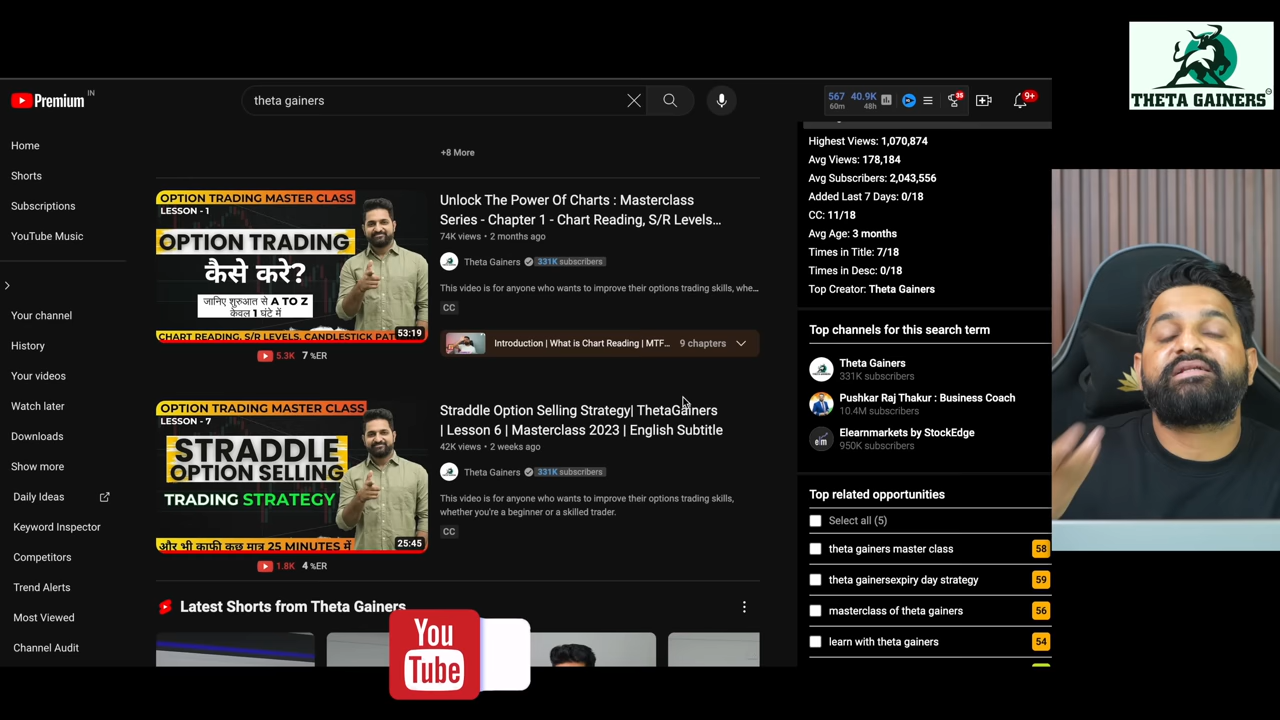 THETA GAINERS
Premium IN
theta gainers
567 60m
40.9K 48h
35
9+
Home
Shorts
Subscriptions
YouTube Music
Your channel
History
Your videos
Watch later
Downloads
Show more
Daily Ideas
Keyword Inspector
Competitors
Trend Alerts
Most Viewed
Channel Audit
+8 More
OPTION TRADING MASTER CLASS
LESSON - 1
OPTION TRADING
कैसे करे?
जानिए शुरुआत से A TO Z
केवल 1 घंटे में
CHART READING, S/R LEVELS, CANDLESTICK PAT
53:19
5.3K 7 %ER
Unlock The Power Of Charts : Masterclass
Series - Chapter 1 - Chart Reading, S/R Levels...
74K views • 2 months ago
Theta Gainers 331K subscribers
This video is for anyone who wants to improve their options trading skills, whe...
CC
Introduction | What is Chart Reading | MTF... 9 chapters
OPTION TRADING MASTER CLASS
LESSON - 7
STRADDLE
OPTION SELLING
TRADING STRATEGY
और भी काफी कुछ मात्र 25 MINUTES में
25:45
1.8K 4 %ER
Straddle Option Selling Strategy| ThetaGainers
| Lesson 6 | Masterclass 2023 | English Subtitle
42K views • 2 weeks ago
Theta Gainers 331K subscribers
This video is for anyone who wants to improve their options trading skills,
whether you're a beginner or a skilled trader.
CC
Latest Shorts from Theta Gainers
You
Tube
Highest Views: 1,070,874
Avg Views: 178,184
Avg Subscribers: 2,043,556
Added Last 7 Days: 0/18
CC: 11/18
Avg Age: 3 months
Times in Title: 7/18
Times in Desc: 0/18
Top Creator: Theta Gainers
Top channels for this search term
Theta Gainers
331K subscribers
Pushkar Raj Thakur : Business Coach
10.4M subscribers
elm
Elearnmarkets by StockEdge
950K subscribers
Top related opportunities
Select all (5)
theta gainers master class 58
theta gainersexpiry day strategy 59
masterclass of theta gainers 56
learn with theta gainers 54